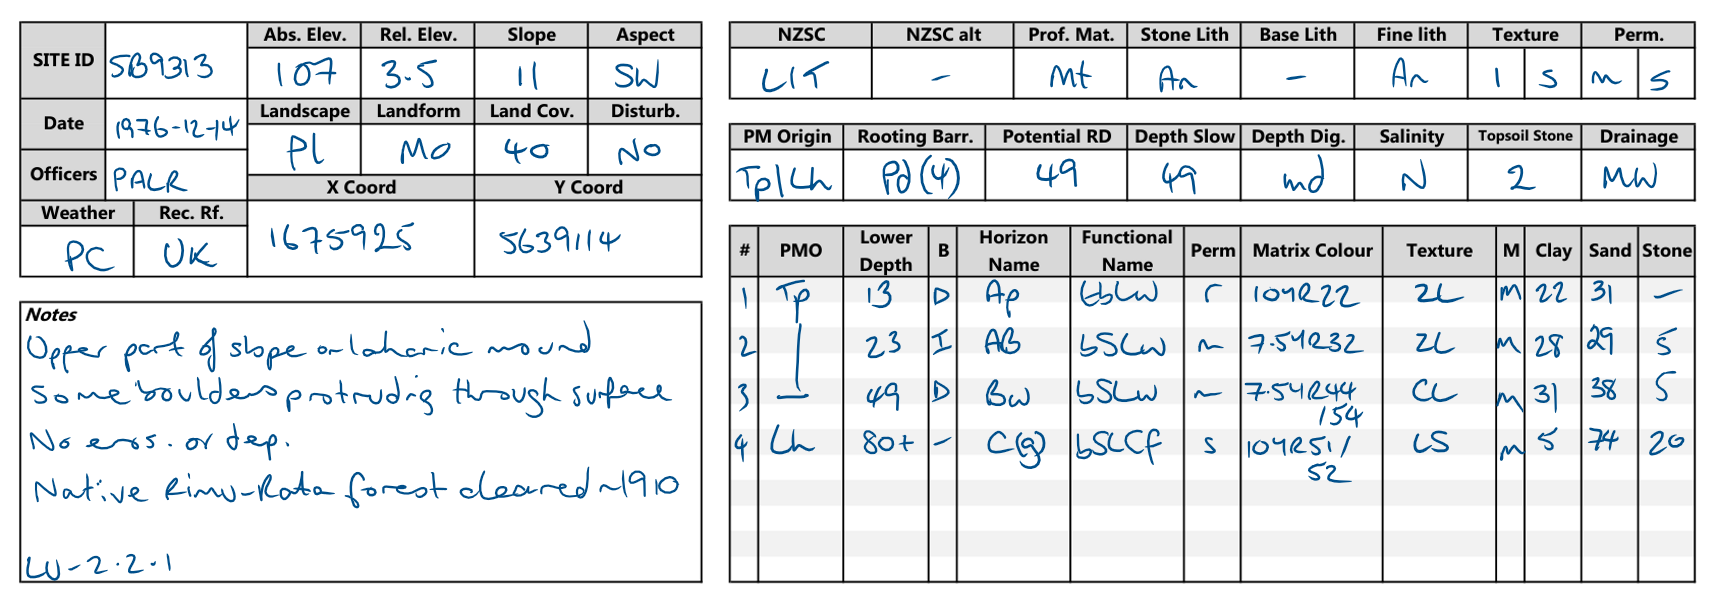 SITE ID SB9313
Abs. Elev. Rel. Elev. Slope Aspect
107 3.5 11 SW
Date 1976-12-14
Landscape Landform Land Cov. Disturb.
Pl Mo 40 No
Officers PALR
X Coord Y Coord
1675925 5639114
Weather Rec. Rf.
PC UK
Notes
Upper part of slope on laharic mound
Some boulders protrudig through surface
No eros. or dep.
Native Rimu-Rata forest cleared ~1910
LU-2.2.1
NZSC NZSC alt Prof. Mat. Stone Lith Base Lith Fine lith Texture Perm.
LIT - Mt An - An l s m s
PM Origin Rooting Barr. Potential RD Depth Slow Depth Dig. Salinity Topsoil Stone Drainage
Tp/Lh Pd(4) 49 49 md N 2 MW
# PMO Lower Depth B Horizon Name Functional Name Perm Matrix Colour Texture M Clay Sand Stone
1 Tp 13 D Ap tbLw r 10YR22 ZL M 22 31 -
2 23 I AB bSLw m 7.5YR32 ZL M 28 29 5
3 49 D Bw bSLw m 7.5YR44 CL M 31 38 5
/54
4 Lh 80+ - C(g) bSLCf s 10YR51/ LS M 5 74 20
52